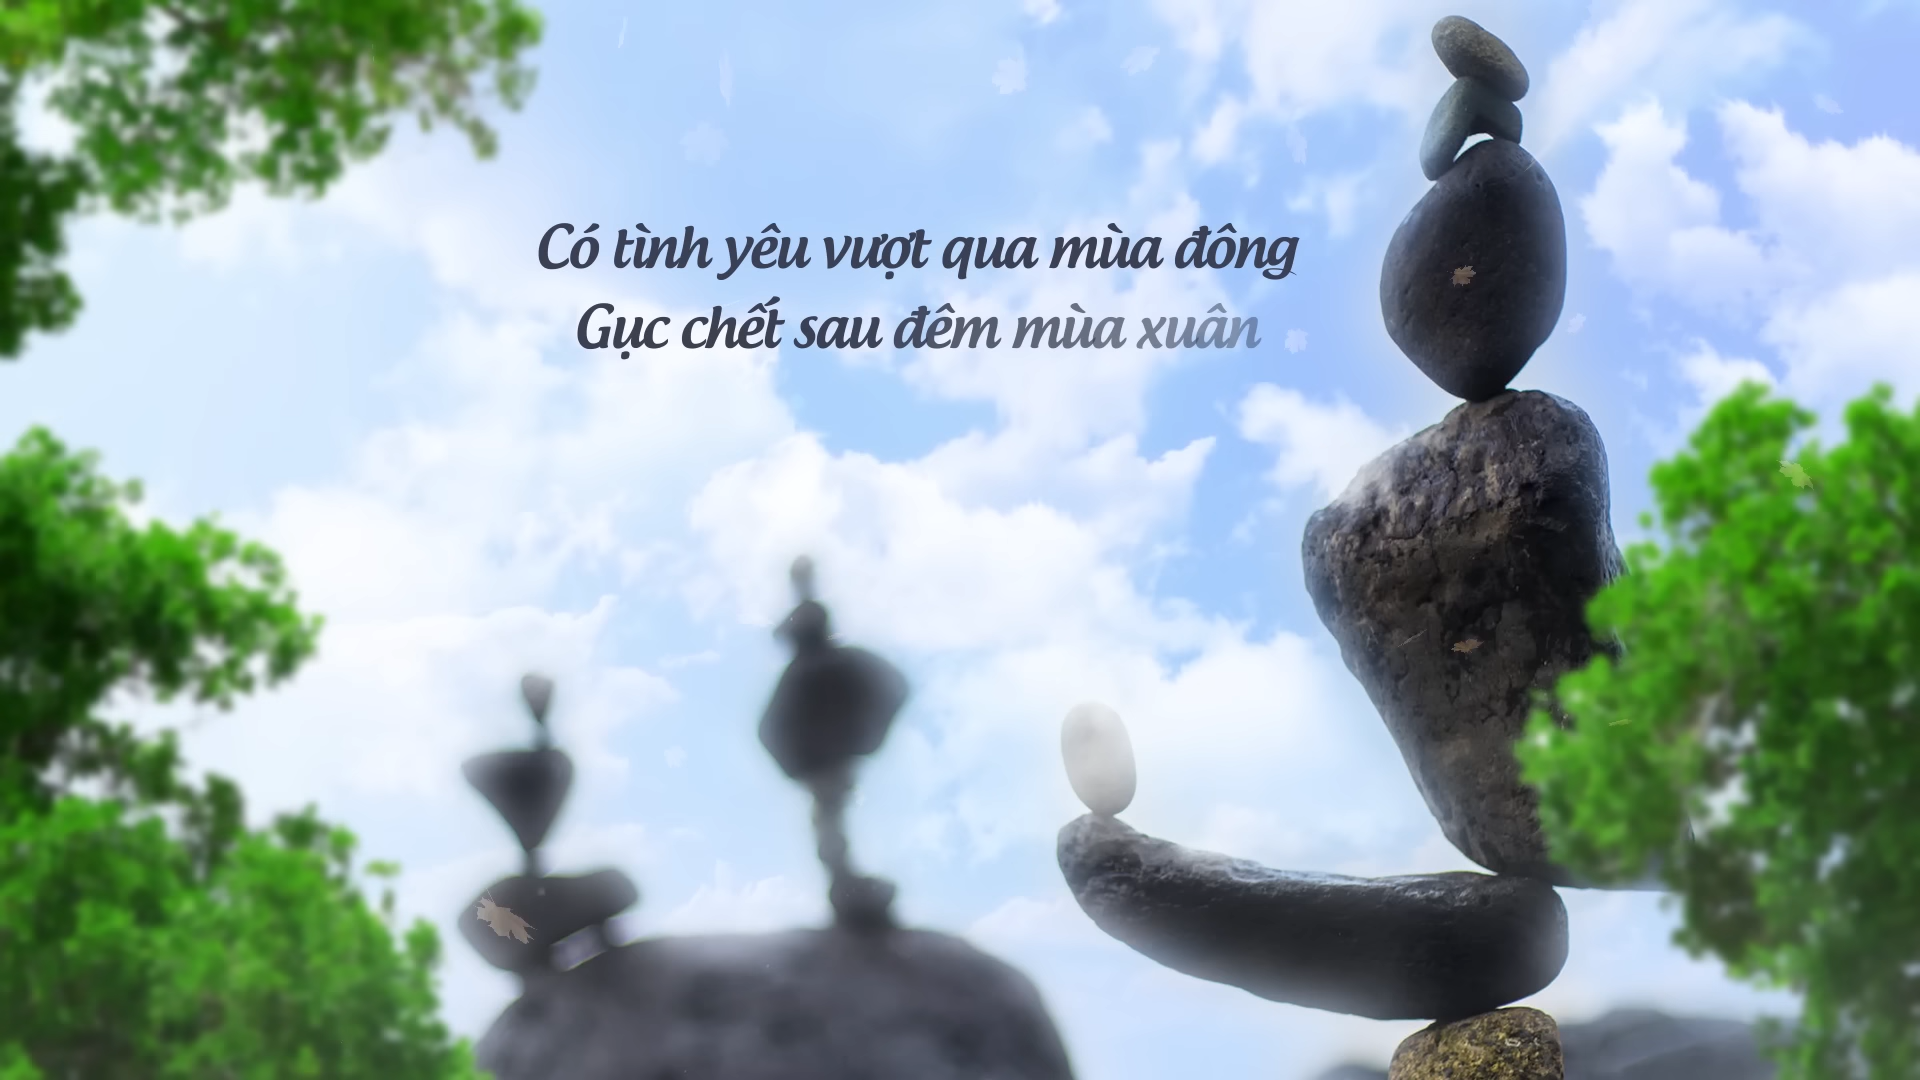 Có tình yêu vượt qua mùa đông
Gục chết sau đêm mùa xuân